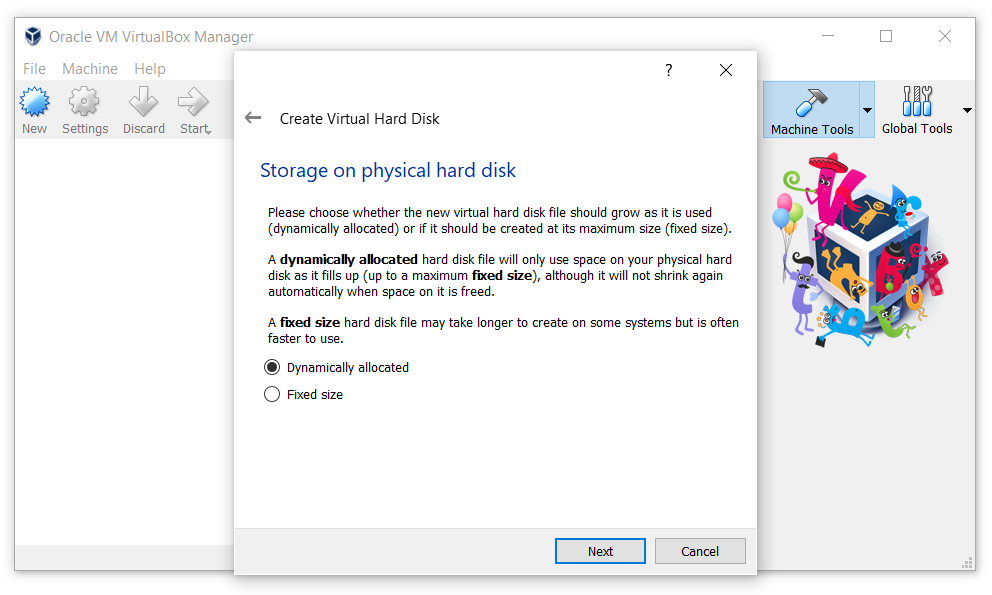 Oracle VM VirtualBox Manager
File Machine Help
New Settings Discard Start
Machine Tools Global Tools
?
Create Virtual Hard Disk
Storage on physical hard disk
Please choose whether the new virtual hard disk file should grow as it is used
(dynamically allocated) or if it should be created at its maximum size (fixed size).
A dynamically allocated hard disk file will only use space on your physical hard
disk as it fills up (up to a maximum fixed size), although it will not shrink again
automatically when space on it is freed.
A fixed size hard disk file may take longer to create on some systems but is often
faster to use.
Dynamically allocated
Fixed size
Next Cancel